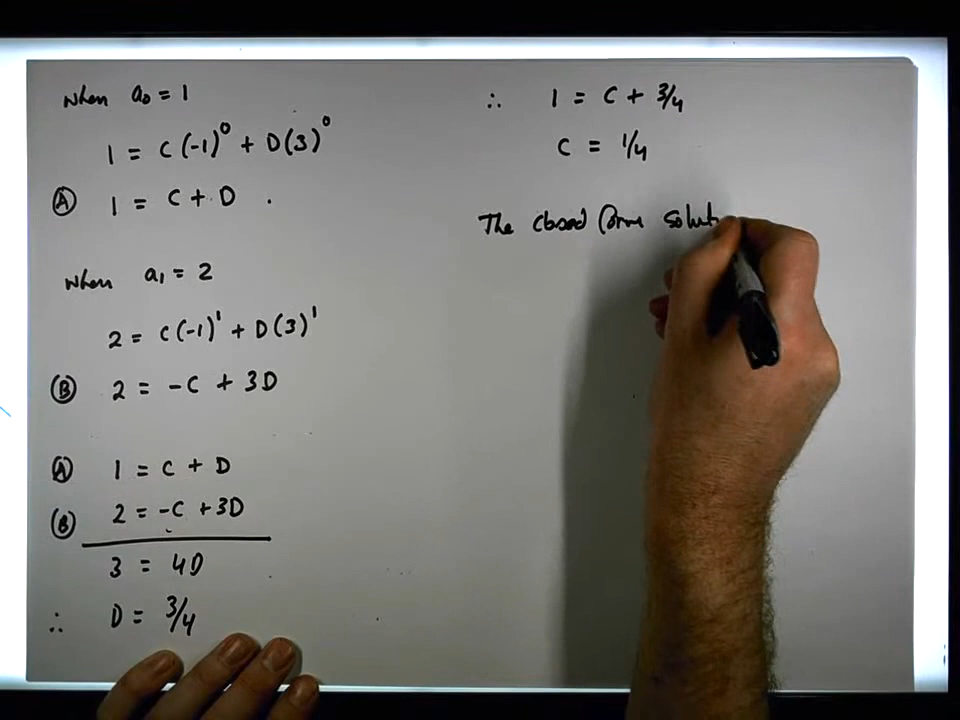 when a₀ = 1
1 = C(-1)⁰ + D(3)⁰
Ⓐ 1 = C + D .
when a₁ = 2
2 = C(-1)¹ + D(3)¹
Ⓑ 2 = -C + 3D
Ⓐ 1 = C + D
Ⓑ 2 = -C + 3D
3 = 4D
∴ D = 3/4
∴ 1 = C + 3/4
C = 1/4
The closed form solut